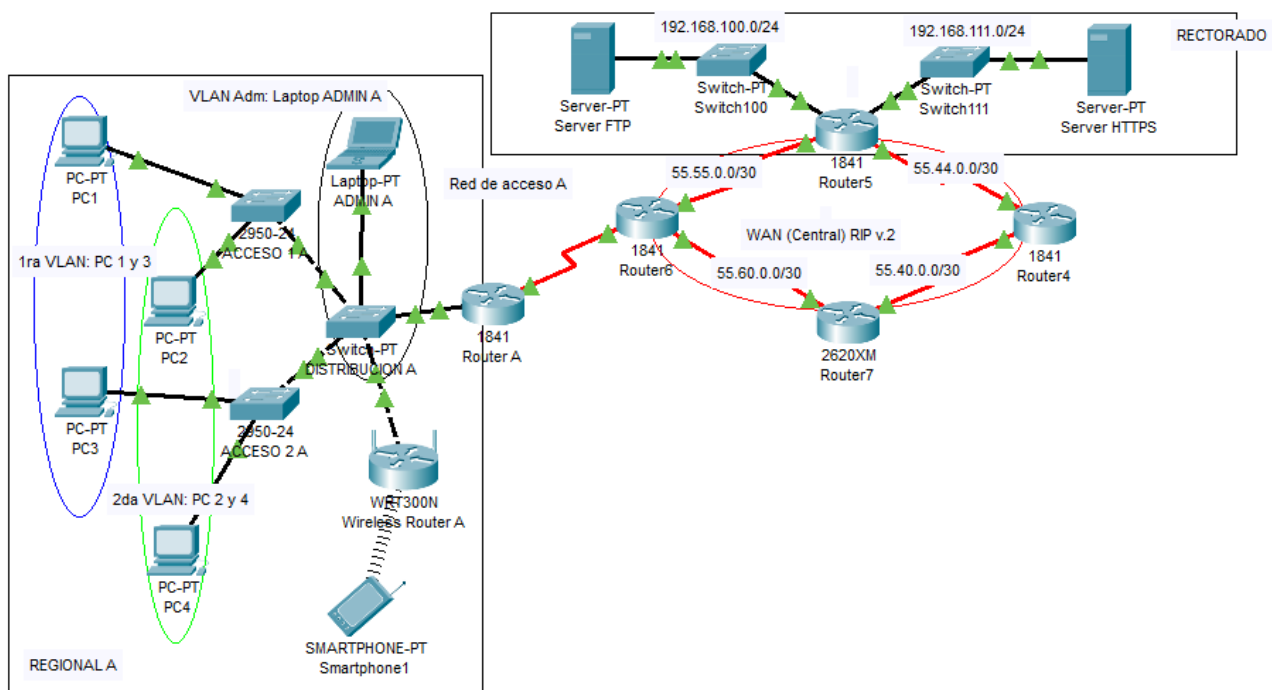 192.168.100.0/24
192.168.111.0/24
RECTORADO
Server-PT
Server FTP
Switch-PT
Switch100
Switch-PT
Switch111
Server-PT
Server HTTPS
1841
Router5
VLAN Adm: Laptop ADMIN A
Laptop-PT
ADMIN A
PC-PT
PC1
2950-24
ACCESO 1 A
Red de acceso A
55.55.0.0/30
55.44.0.0/30
1841
Router6
WAN (Central) RIP v.2
1841
Router4
55.60.0.0/30
55.40.0.0/30
2620XM
Router7
1ra VLAN: PC 1 y 3
PC-PT
PC2
Switch-PT
DISTRIBUCION A
1841
Router A
PC-PT
PC3
2950-24
ACCESO 2 A
2da VLAN: PC 2 y 4
WRT300N
Wireless Router A
PC-PT
PC4
SMARTPHONE-PT
Smartphone1
REGIONAL A